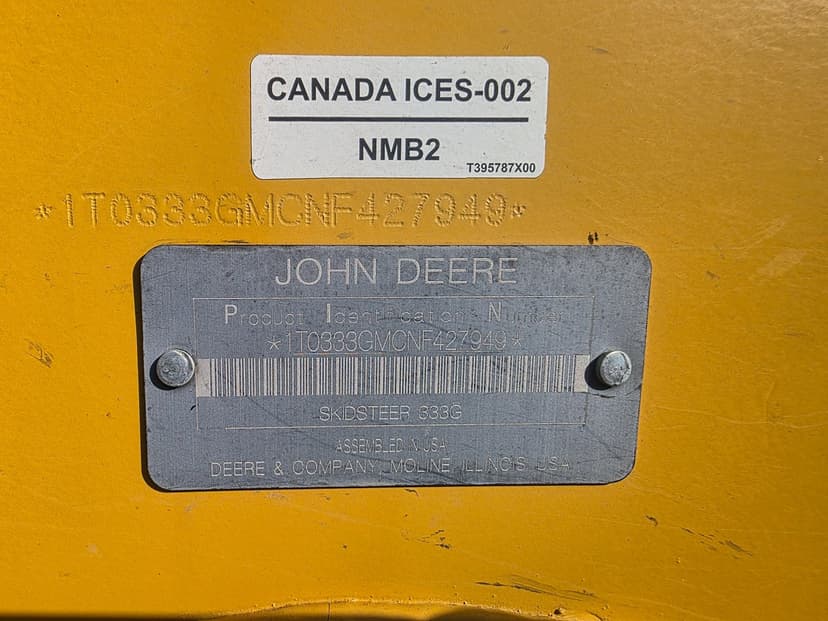 CANADA ICES-002
NMB2
T395787X00
*1T0333GMCNF427949*
JOHN DEERE
Product Identification Number
*1T0333GMCNF427949*
SKIDSTEER 333G
ASSEMBLED IN USA
DEERE & COMPANY, MOLINE, ILLINOIS, USA